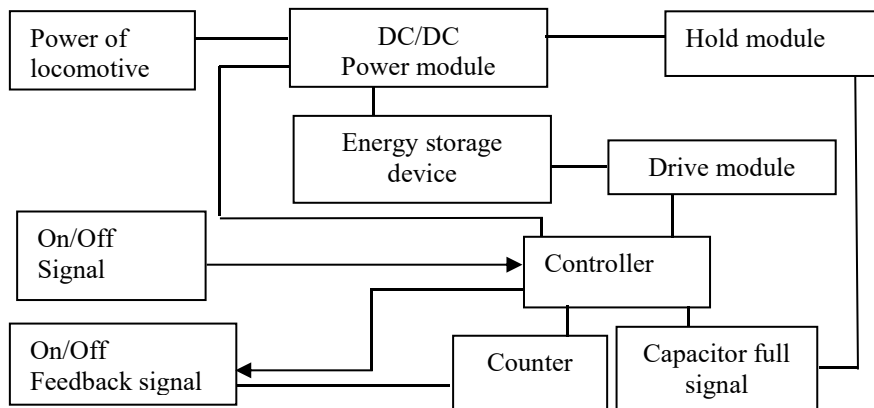 Power of
locomotive
DC/DC
Power module
Hold module
Energy storage
device
Drive module
On/Off
Signal
Controller
On/Off
Feedback signal
Counter
Capacitor full
signal